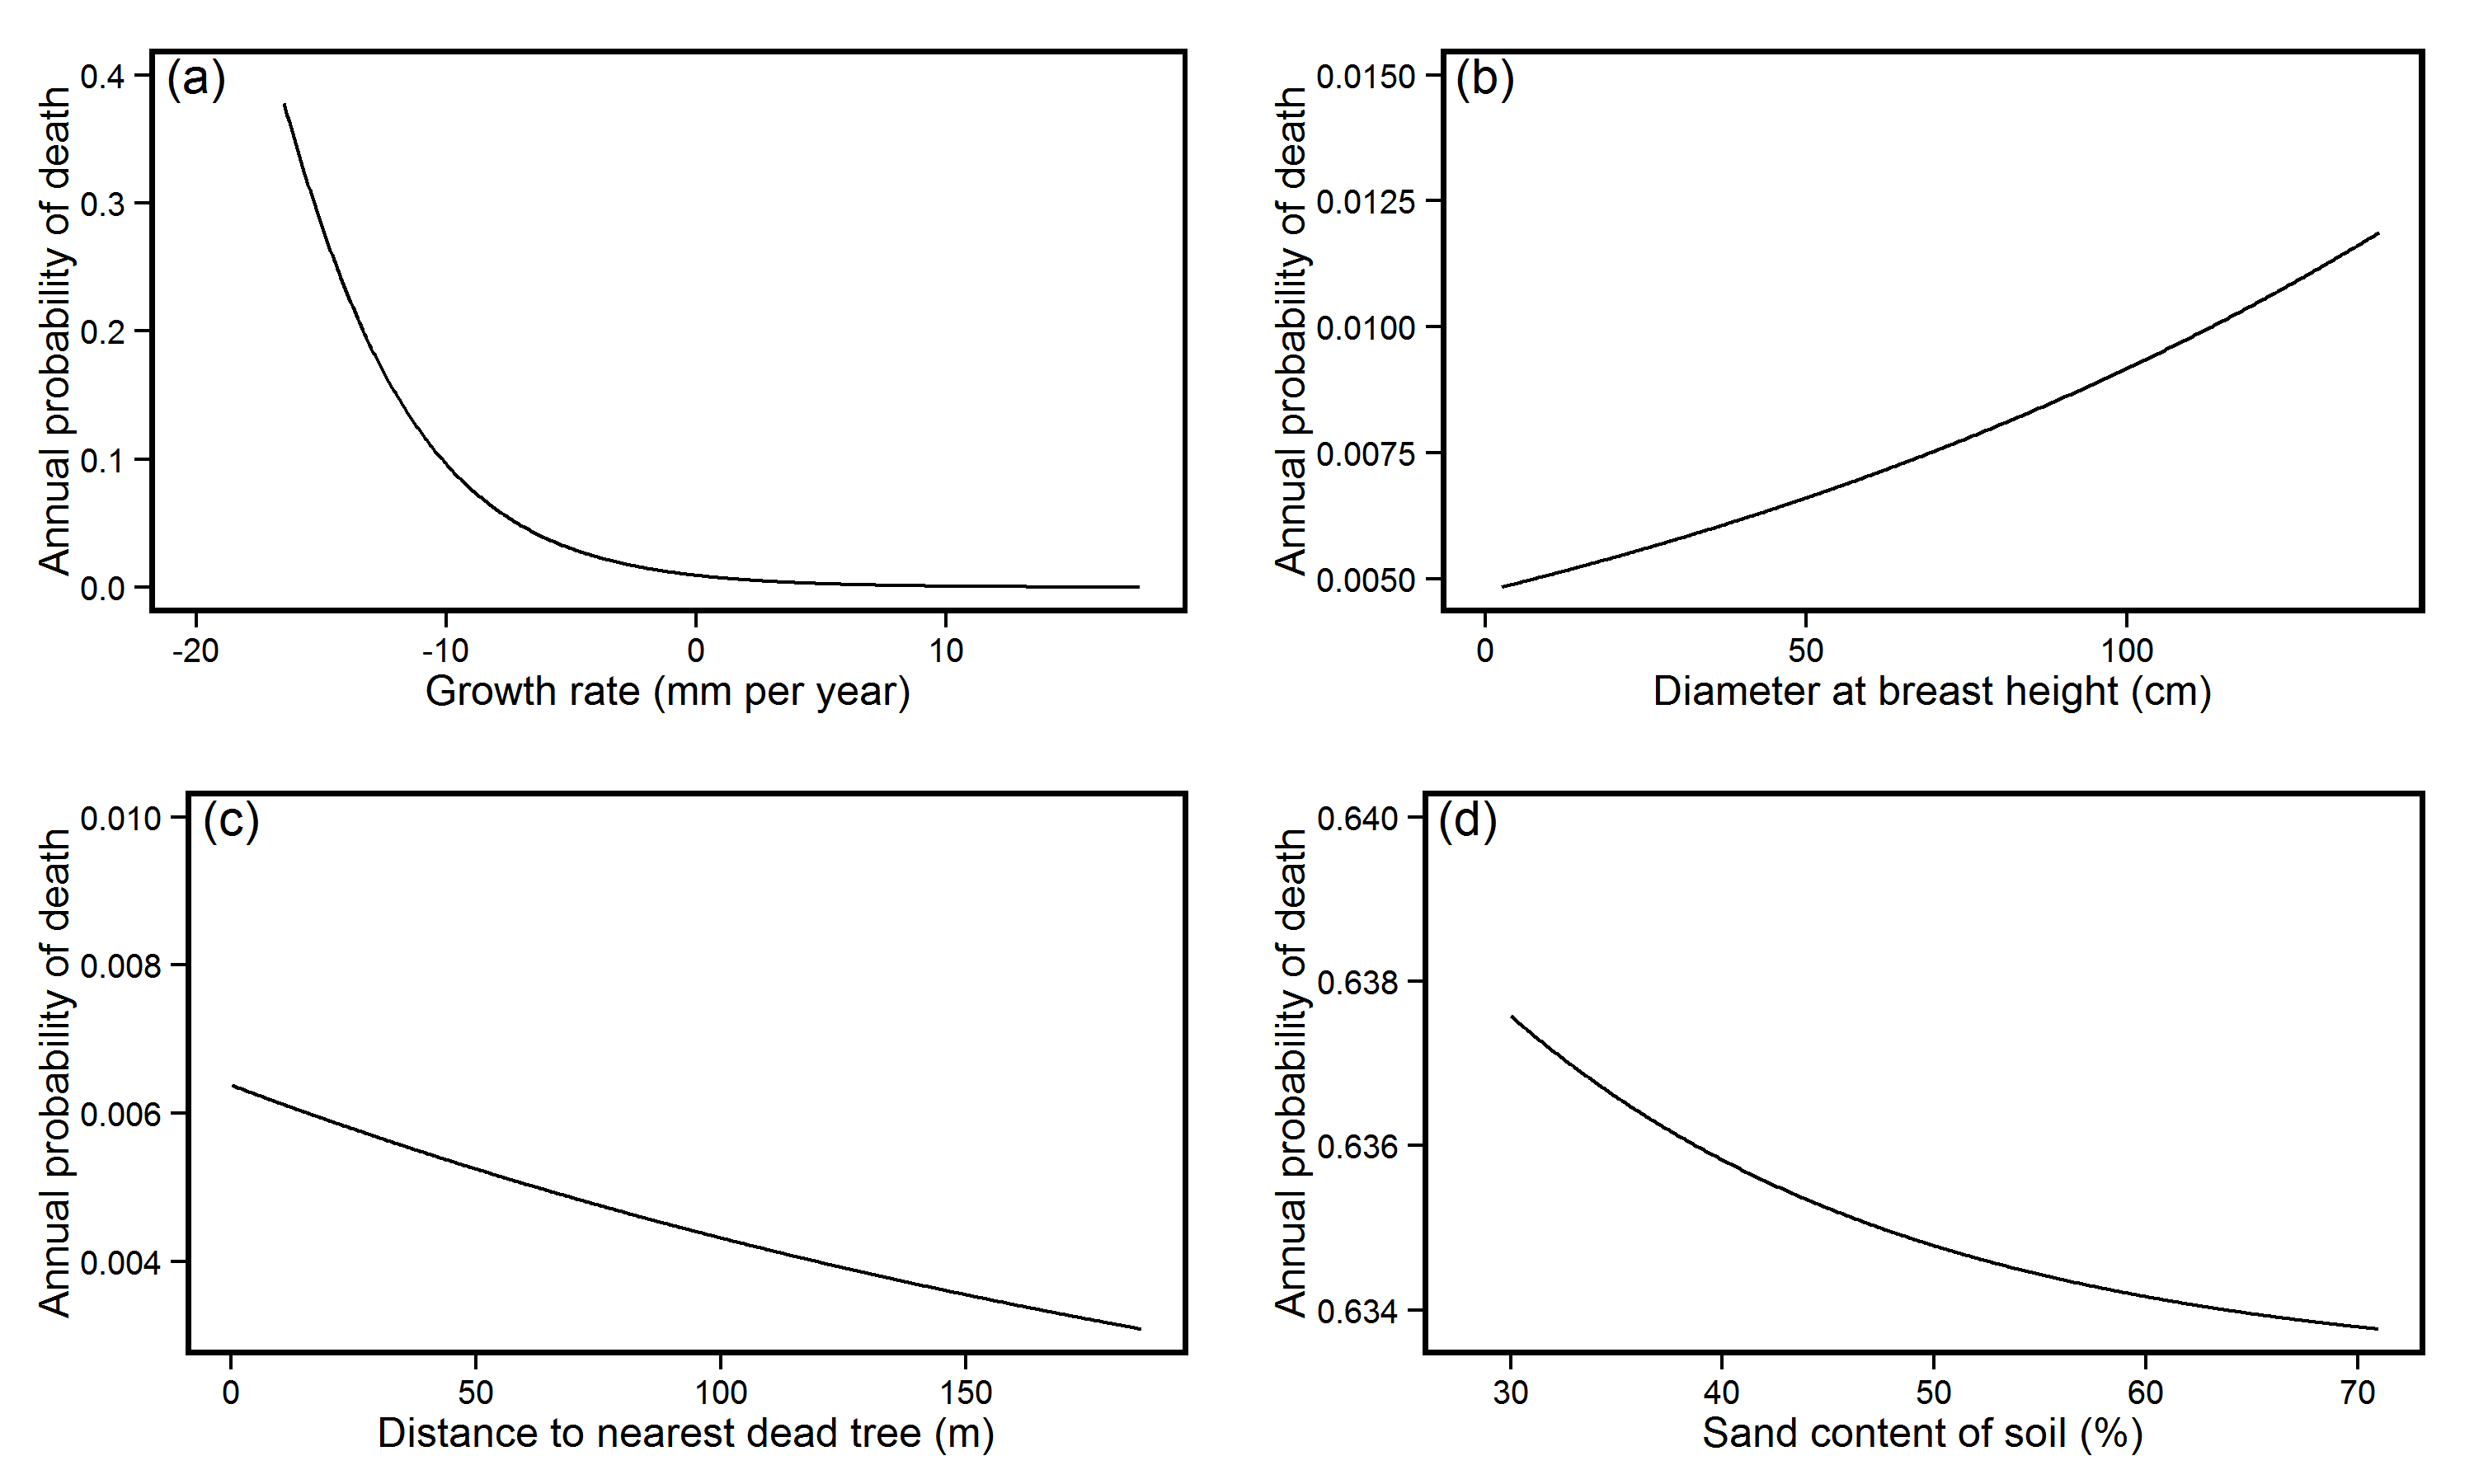 (a)
Annual probability of death
0.4
0.3
0.2
0.1
0.0
-20 -10 0 10
Growth rate (mm per year)
(b)
Annual probability of death
0.0150
0.0125
0.0100
0.0075
0.0050
0 50 100
Diameter at breast height (cm)
(c)
Annual probability of death
0.010
0.008
0.006
0.004
0 50 100 150
Distance to nearest dead tree (m)
(d)
Annual probability of death
0.640
0.638
0.636
0.634
30 40 50 60 70
Sand content of soil (%)